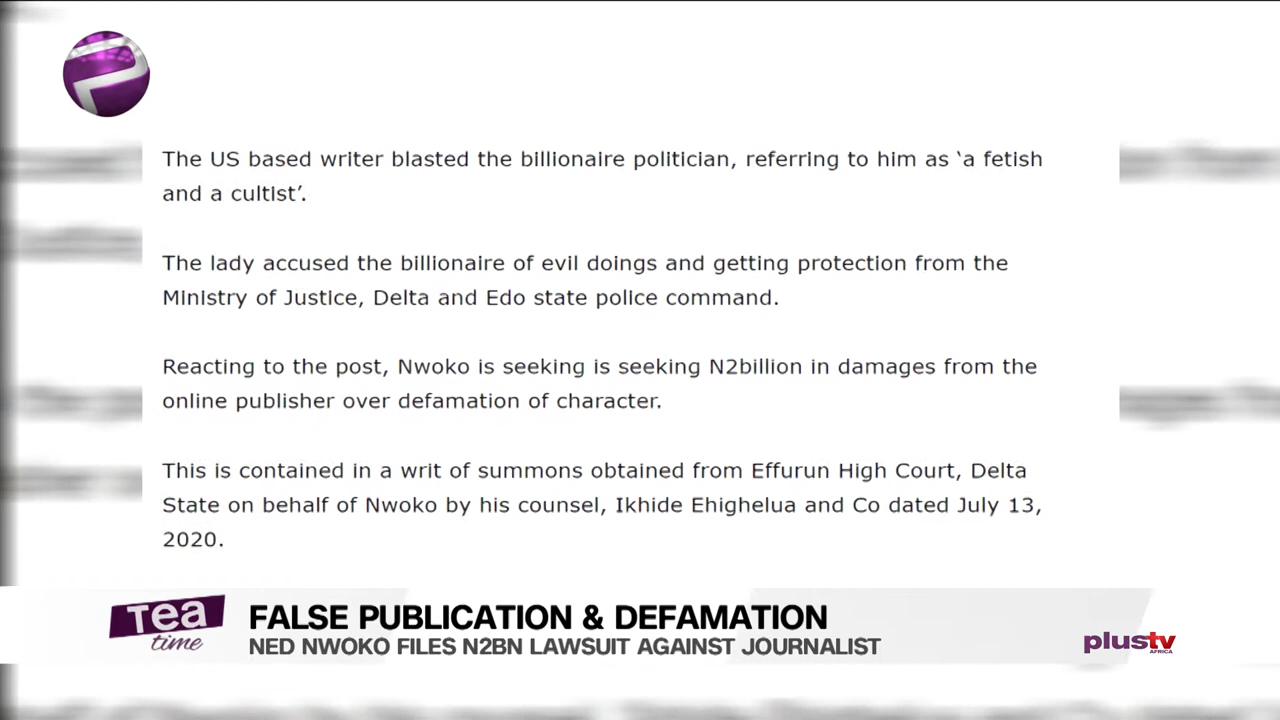 The US based writer blasted the billionaire politician, referring to him as ‘a fetish
and a cultist’.
The lady accused the billionaire of evil doings and getting protection from the
Ministry of Justice, Delta and Edo state police command.
Reacting to the post, Nwoko is seeking is seeking N2billion in damages from the
online publisher over defamation of character.
This is contained in a writ of summons obtained from Effurun High Court, Delta
State on behalf of Nwoko by his counsel, Ikhide Ehighelua and Co dated July 13,
2020.
Tea
time
FALSE PUBLICATION & DEFAMATION
NED NWOKO FILES N2BN LAWSUIT AGAINST JOURNALIST
plustv
AFRICA